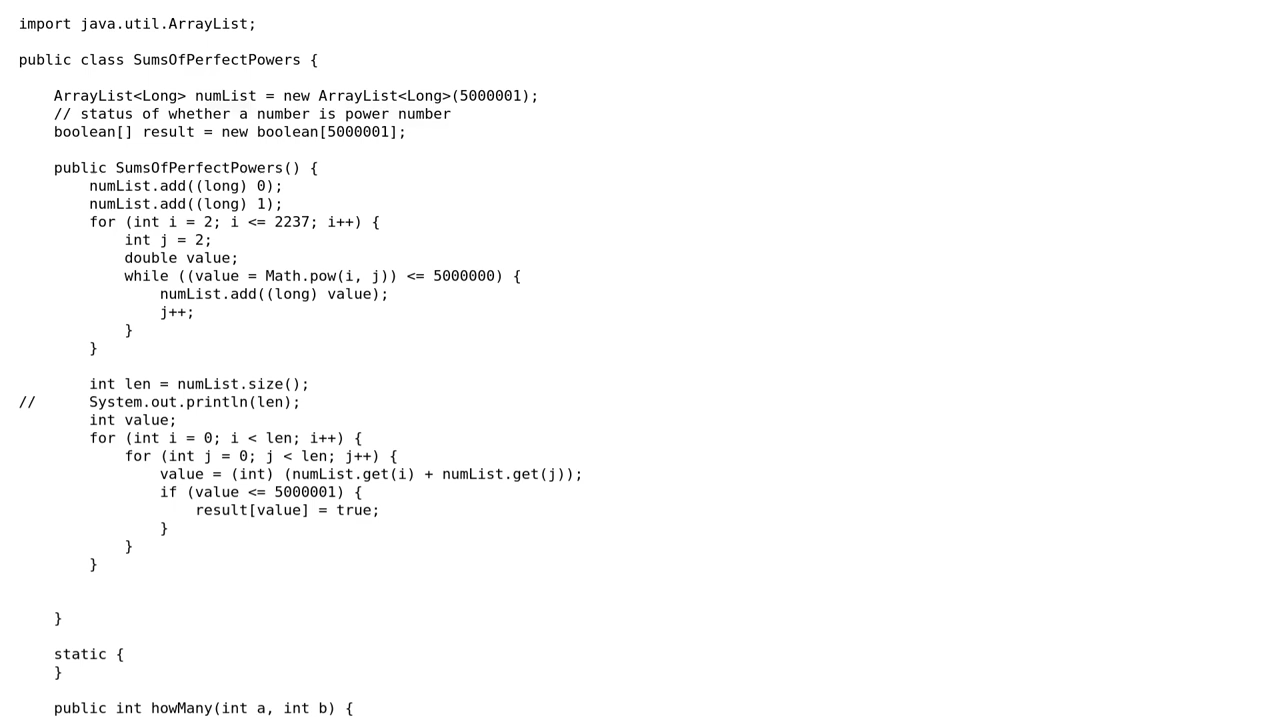 import java.util.ArrayList;

public class SumsOfPerfectPowers {

    ArrayList<Long> numList = new ArrayList<Long>(5000001);
    // status of whether a number is power number
    boolean[] result = new boolean[5000001];

    public SumsOfPerfectPowers() {
        numList.add((long) 0);
        numList.add((long) 1);
        for (int i = 2; i <= 2237; i++) {
            int j = 2;
            double value;
            while ((value = Math.pow(i, j)) <= 5000000) {
                numList.add((long) value);
                j++;
            }
        }

        int len = numList.size();
//      System.out.println(len);
        int value;
        for (int i = 0; i < len; i++) {
            for (int j = 0; j < len; j++) {
                value = (int) (numList.get(i) + numList.get(j));
                if (value <= 5000001) {
                    result[value] = true;
                }
            }
        }


    }

    static {
    }

    public int howMany(int a, int b) {